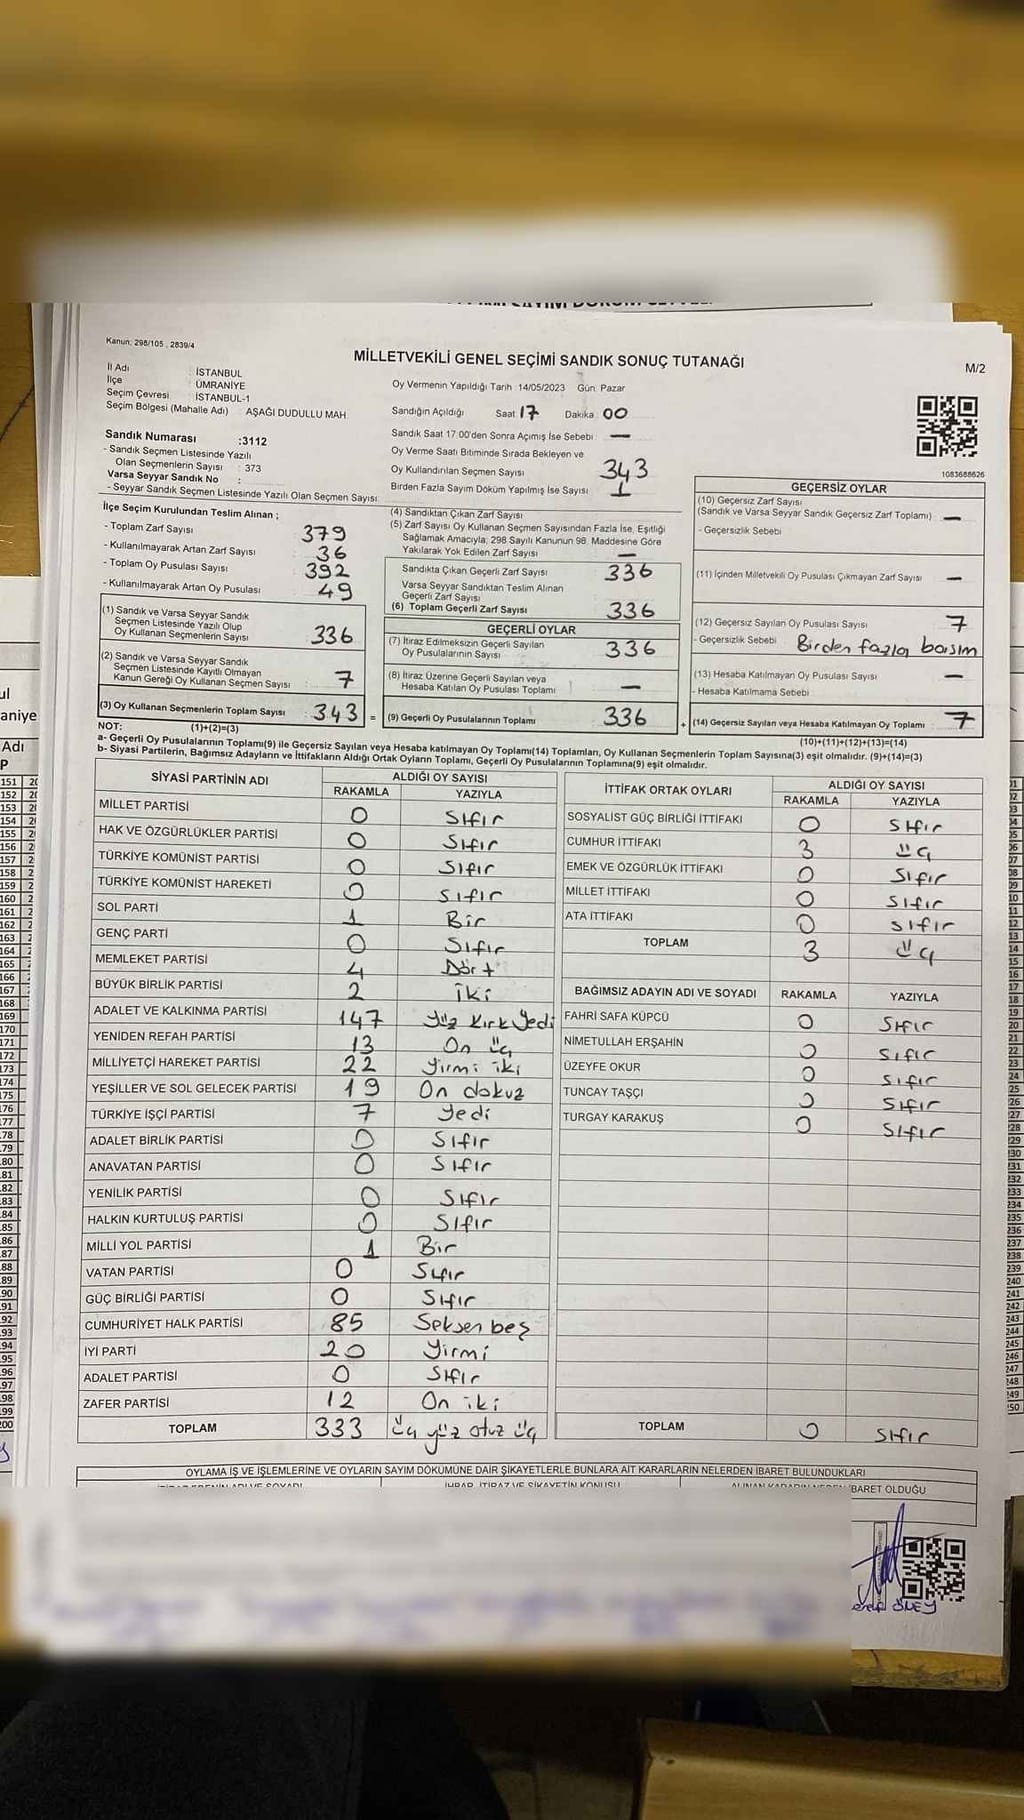 Kanun: 298/105 , 2839/4
MİLLETVEKİLİ GENEL SEÇİMİ SANDIK SONUÇ TUTANAĞI
M/2
İl Adı : İSTANBUL
İlçe : ÜMRANİYE
Seçim Çevresi : İSTANBUL-1
Seçim Bölgesi (Mahalle Adı) : AŞAĞI DUDULLU MAH.
Oy Vermenin Yapıldığı Tarih : 14/05/2023 Gün: Pazar
Sandığın Açıldığı Saat 17 Dakika : 00
Sandık Saat 17:00'den Sonra Açımış İse Sebebi : —
Oy Verme Saati Bitiminde Sırada Bekleyen ve
Oy Kullandırılan Seçmen Sayısı 343
Birden Fazla Sayım Döküm Yapılmış İse Sayısı 1
1083688626
Sandık Numarası :3112
- Sandık Seçmen Listesinde Yazılı
Olan Seçmenlerin Sayısı : 373
Varsa Seyyar Sandık No :
- Seyyar Sandık Seçmen Listesinde Yazılı Olan Seçmen Sayısı:
İlçe Seçim Kurulundan Teslim Alınan ;
- Toplam Zarf Sayısı : 379
- Kullanılmayarak Artan Zarf Sayısı : 36
- Toplam Oy Pusulası Sayısı : 392
- Kullanılmayarak Artan Oy Pusulası : 49
(1) Sandık ve Varsa Seyyar Sandık
Seçmen Listesinde Yazılı Olup
Oy Kullanan Seçmenlerin Sayısı : 336
(2) Sandık ve Varsa Seyyar Sandık
Seçmen Listesinde Kayıtlı Olmayan
Kanun Gereği Oy Kullanan Seçmen Sayısı : 7
(3) Oy Kullanan Seçmenlerin Toplam Sayısı : 343 =
(4) Sandıktan Çıkan Zarf Sayısı
(5) Zarf Sayısı Oy Kullanan Seçmen Sayısından Fazla İse, Eşitliği
Sağlamak Amacıyla; 298 Sayılı Kanunun 98. Maddesine Göre
Yakılarak Yok Edilen Zarf Sayısı —
Sandıkta Çıkan Geçerli Zarf Sayısı : 336
Varsa Seyyar Sandıktan Teslim Alınan
Geçerli Zarf Sayısı
(6) Toplam Geçerli Zarf Sayısı : 336
GEÇERLİ OYLAR
(7) İtiraz Edilmeksizin Geçerli Sayılan
Oy Pusulalarının Sayısı : 336
(8) İtiraz Üzerine Geçerli Sayılan veya
Hesaba Katılan Oy Pusulası Toplamı : —
(9) Geçerli Oy Pusulalarının Toplamı : 336 +
GEÇERSİZ OYLAR
(10) Geçersiz Zarf Sayısı
(Sandık ve Varsa Seyyar Sandık Geçersiz Zarf Toplamı) : —
- Geçersizlik Sebebi
(11) İçinden Milletvekili Oy Pusulası Çıkmayan Zarf Sayısı : —
(12) Geçersiz Sayılan Oy Pusulası Sayısı : 7
- Geçersizlik Sebebi Birden fazla basım
(13) Hesaba Katılmayan Oy Pusulası Sayısı : —
- Hesaba Katılmama Sebebi
(14) Geçersiz Sayılan veya Hesaba Katılmayan Oy Toplamı : 7
NOT: (1)+(2)=(3)
(10)+(11)+(12)+(13)=(14)
a- Geçerli Oy Pusulalarının Toplamı(9) ile Geçersiz Sayılan veya Hesaba katılmayan Oy Toplamı(14) Toplamları, Oy Kullanan Seçmenlerin Toplam Sayısına(3) eşit olmalıdır. (9)+(14)=(3)
b- Siyasi Partilerin, Bağımsız Adayların ve İttifakların Aldığı Ortak Oyların Toplamı, Geçerli Oy Pusulalarının Toplamına(9) eşit olmalıdır.
SİYASİ PARTİNİN ADI ALDIĞI OY SAYISI
RAKAMLA YAZIYLA
MİLLET PARTİSİ 0 Sıfır
HAK VE ÖZGÜRLÜKLER PARTİSİ 0 Sıfır
TÜRKİYE KOMÜNİST PARTİSİ 0 Sıfır
TÜRKİYE KOMÜNİST HAREKETİ 0 Sıfır
SOL PARTİ 1 Bir
GENÇ PARTİ 0 Sıfır
MEMLEKET PARTİSİ 4 Dört
BÜYÜK BİRLİK PARTİSİ 2 İki
ADALET VE KALKINMA PARTİSİ 147 Yüz kırk yedi
YENİDEN REFAH PARTİSİ 13 On üç
MİLLİYETÇİ HAREKET PARTİSİ 22 Yirmi iki
YEŞİLLER VE SOL GELECEK PARTİSİ 19 On dokuz
TÜRKİYE İŞÇİ PARTİSİ 7 Yedi
ADALET BİRLİK PARTİSİ 0 Sıfır
ANAVATAN PARTİSİ 0 Sıfır
YENİLİK PARTİSİ 0 Sıfır
HALKIN KURTULUŞ PARTİSİ 0 Sıfır
MİLLİ YOL PARTİSİ 1 Bir
VATAN PARTİSİ 0 Sıfır
GÜÇ BİRLİĞİ PARTİSİ 0 Sıfır
CUMHURİYET HALK PARTİSİ 85 Seksen beş
İYİ PARTİ 20 Yirmi
ADALET PARTİSİ 0 Sıfır
ZAFER PARTİSİ 12 On iki
TOPLAM 333 Üç yüz otuz üç
İTTİFAK ORTAK OYLARI ALDIĞI OY SAYISI
RAKAMLA YAZIYLA
SOSYALİST GÜÇ BİRLİĞİ İTTİFAKI 0 Sıfır
CUMHUR İTTİFAKI 3 Üç
EMEK VE ÖZGÜRLÜK İTTİFAKI 0 Sıfır
MİLLET İTTİFAKI 0 Sıfır
ATA İTTİFAKI 0 Sıfır
TOPLAM 3 Üç
BAĞIMSIZ ADAYIN ADI VE SOYADI RAKAMLA YAZIYLA
FAHRİ SAFA KÜPCÜ 0 Sıfır
NİMETULLAH ERŞAHİN 0 Sıfır
ÜZEYFE OKUR 0 Sıfır
TUNCAY TAŞÇI 0 Sıfır
TURGAY KARAKUŞ 0 Sıfır
TOPLAM 0 Sıfır
OYLAMA İŞ VE İŞLEMLERİNE VE OYLARIN SAYIM DÖKÜMÜNE DAİR ŞİKAYETLERLE BUNLARA AİT KARARLARIN NELERDEN İBARET BULUNDUKLARI
İHBAR, İTİRAZ VE ŞİKAYETİN KONUSU
İBARET OLDUĞU
ÖNEY